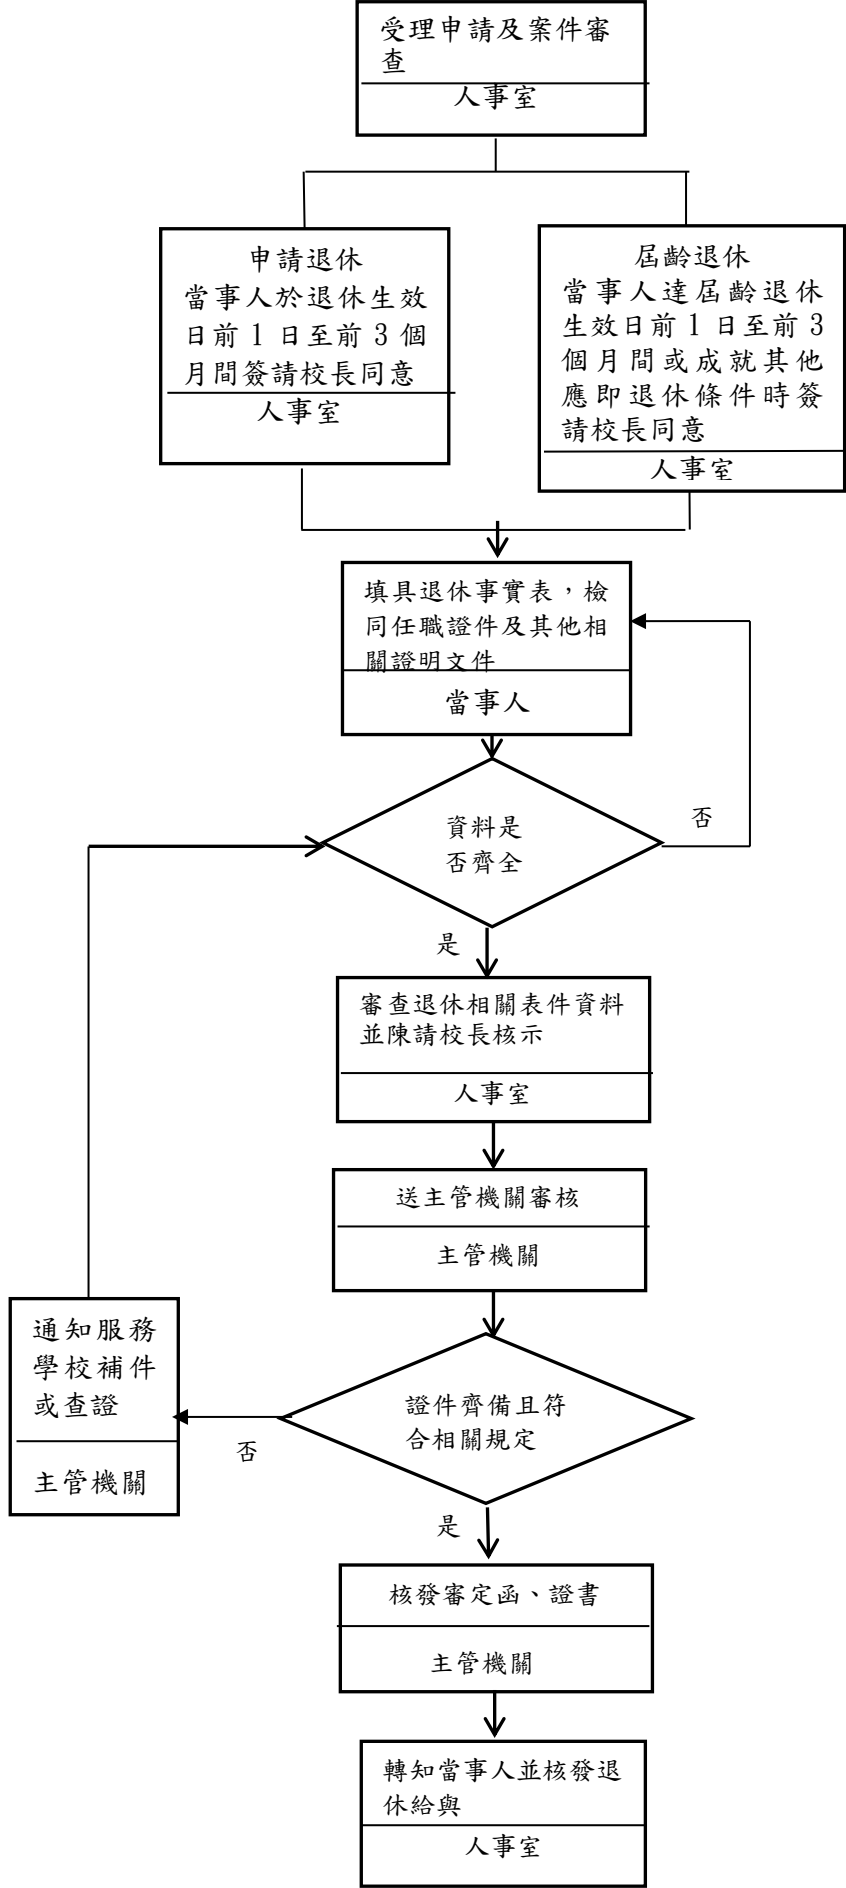 受理申請及案件審
查
人事室
申請退休
當事人於退休生效
日前 1 日至前 3 個
月間簽請校長同意
人事室
屆齡退休
當事人達屆齡退休
生效日前 1 日至前 3
個月間或成就其他
應即退休條件時簽
請校長同意
人事室
填具退休事實表，檢
同任職證件及其他相
關證明文件
當事人
資料是
否齊全
否
是
審查退休相關表件資料
並陳請校長核示
人事室
送主管機關審核
主管機關
通知服務
學校補件
或查證
主管機關
證件齊備且符
合相關規定
否
是
核發審定函、證書
主管機關
轉知當事人並核發退
休給與
人事室